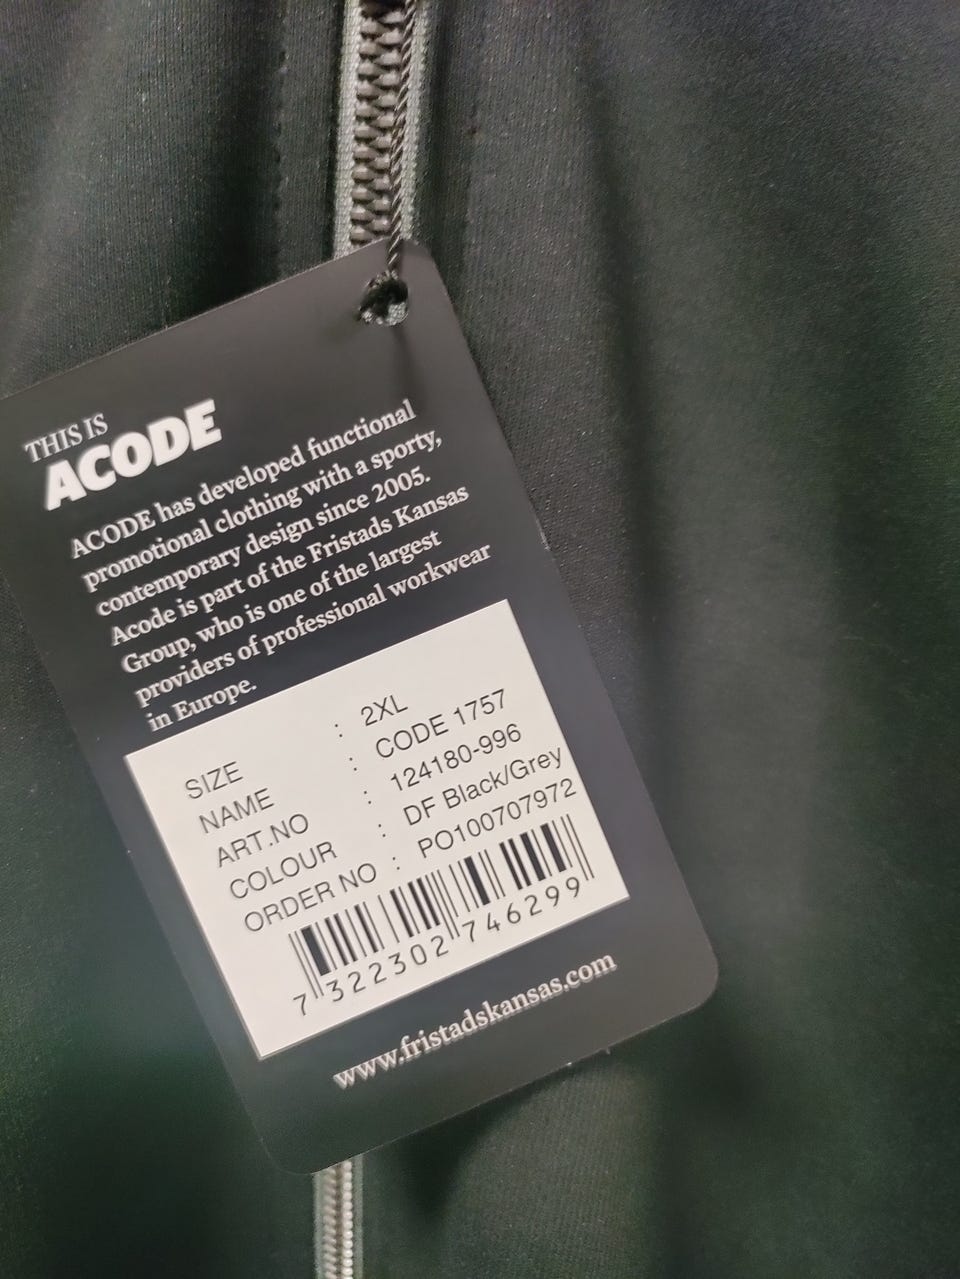 THIS IS
ACODE
ACODE has developed functional
promotional clothing with a sporty,
contemporary design since 2005.
Acode is part of the Fristads Kansas
Group, who is one of the largest
providers of professional workwear
in Europe.
SIZE : 2XL
NAME : CODE 1757
ART.NO : 124180-996
COLOUR : DF Black/Grey
ORDER NO : PO100707972
7 322302 746299
www.fristadskansas.com